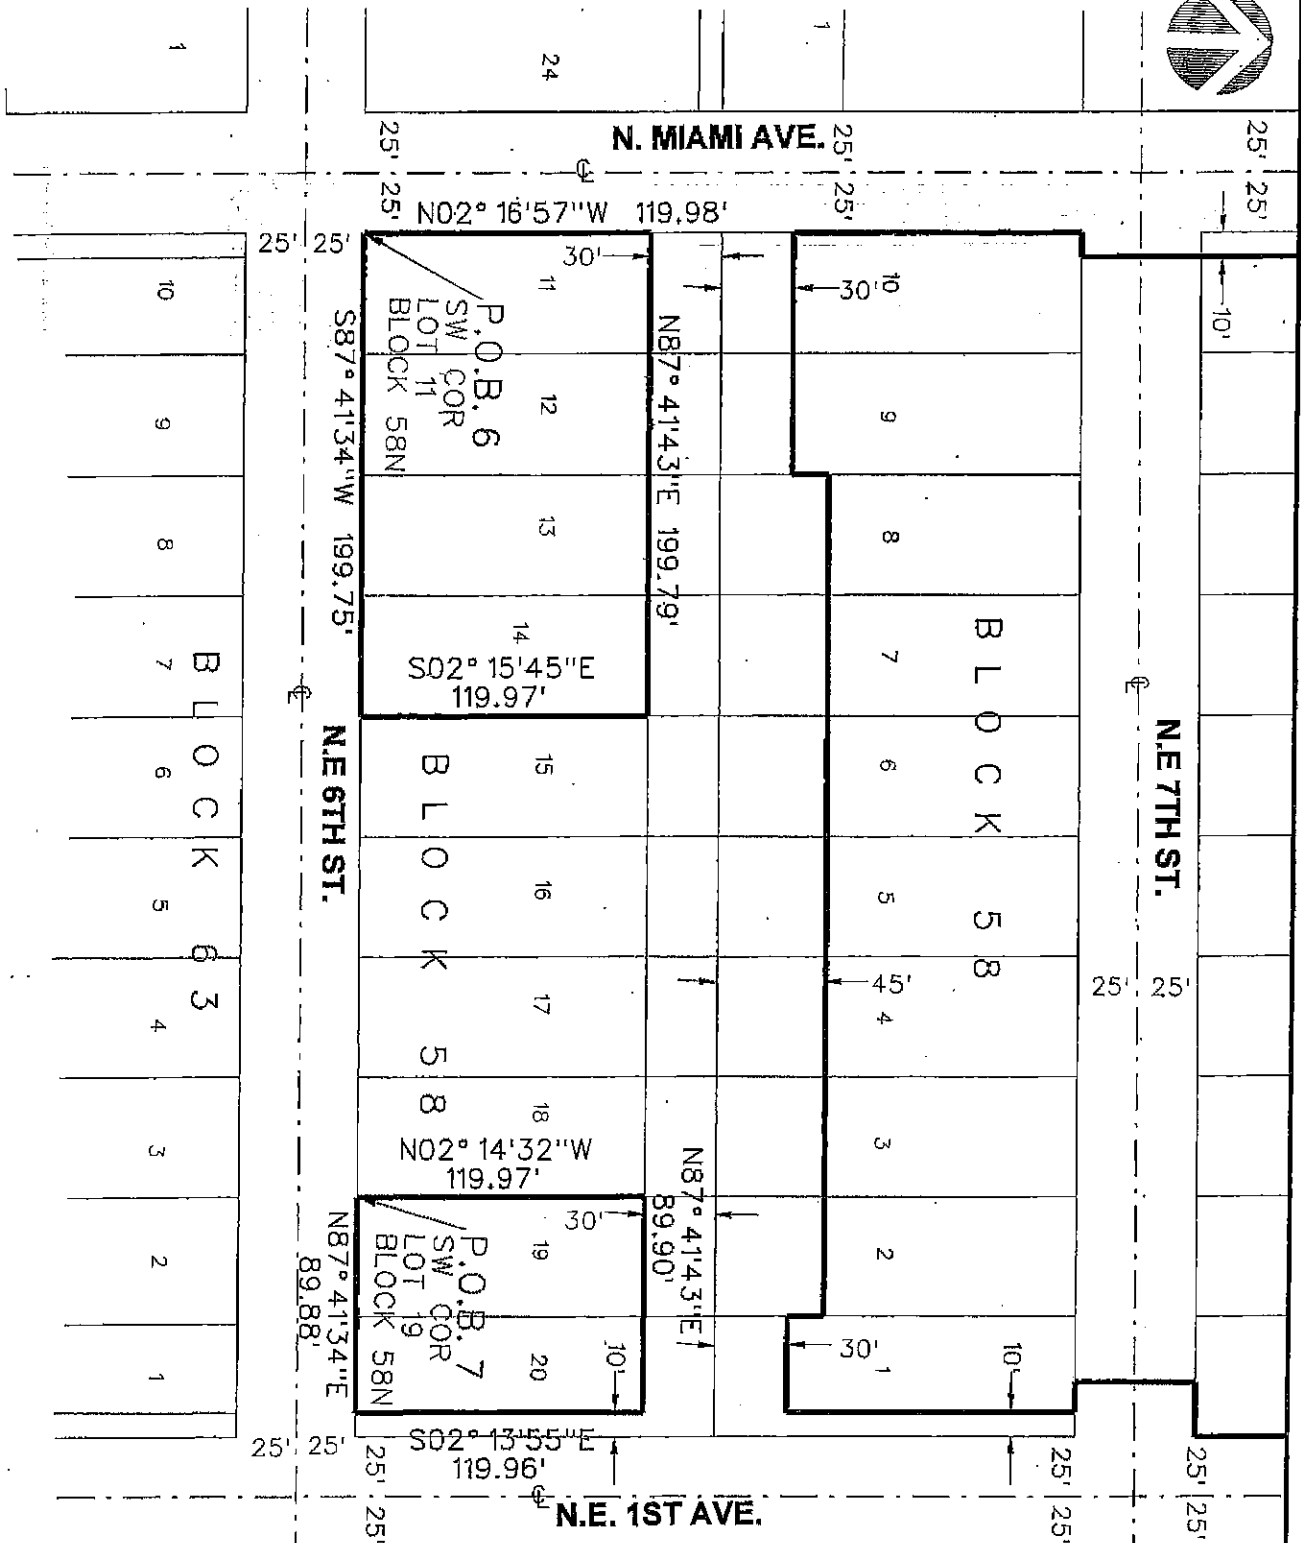 1
24
1
25'
N. MIAMI AVE.
25'
25'
℄
25'
25'
25'
N02° 16'57"W 119.98'
25'
25'
30'
30'
10'
P.O.B. 6
SW COR
LOT 11
BLOCK 58N
S87° 41'34"W 199.75'
N87° 41'43"E 199.79'
10
9
8
7
6
5
4
3
2
1
BLOCK 63
11
12
13
14
S02° 15'45"E
119.97'
15
16
17
18
BLOCK 58
N02° 14'32"W
119.97'
19
20
10
9
8
7
6
5
4
3
2
1
BLOCK 58
℄
N.E 6TH ST.
℄
N.E 7TH ST.
45'
25'
25'
30'
N87° 41'43"E
89.90'
P.O.B. 7
SW COR
LOT 19
BLOCK 58N
N87° 41'34"E
89.88'
10'
30'
10'
25'
25'
S02° 13'55"E
119.96'
25'
25'
25'
25'
25'
25'
℄
N.E. 1ST AVE.